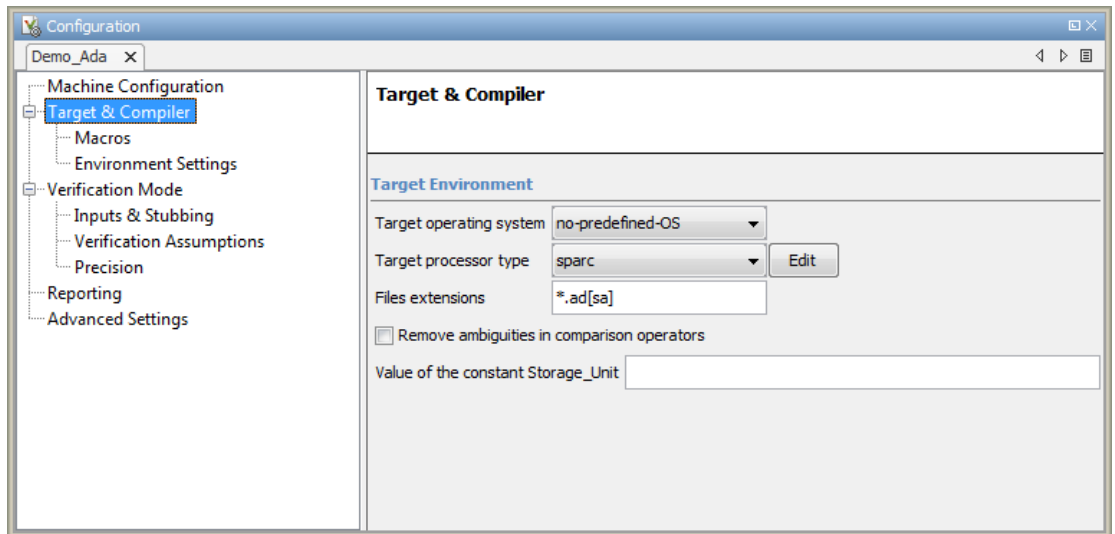 Configuration
Demo_Ada
Machine Configuration
Target & Compiler
Macros
Environment Settings
Verification Mode
Inputs & Stubbing
Verification Assumptions
Precision
Reporting
Advanced Settings
Target & Compiler
Target Environment
Target operating system no-predefined-OS
Target processor type sparc Edit
Files extensions *.ad[sa]
Remove ambiguities in comparison operators
Value of the constant Storage_Unit